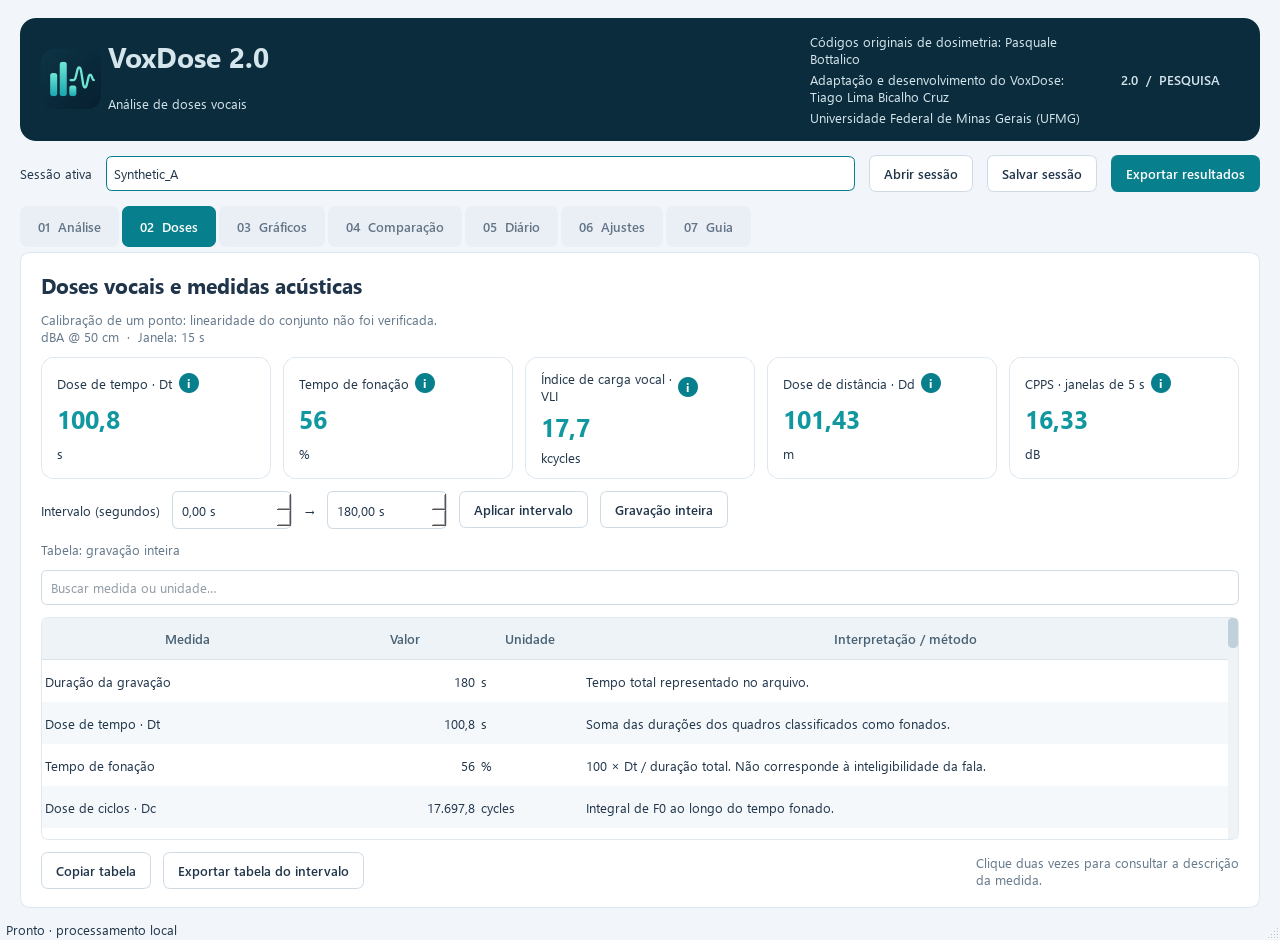 VoxDose 2.0
Análise de doses vocais
Códigos originais de dosimetria: Pasquale
Bottalico
Adaptação e desenvolvimento do VoxDose:
Tiago Lima Bicalho Cruz
Universidade Federal de Minas Gerais (UFMG)
2.0 / PESQUISA
Sessão ativa
Synthetic_A
Abrir sessão
Salvar sessão
Exportar resultados
01 Análise
02 Doses
03 Gráficos
04 Comparação
05 Diário
06 Ajustes
07 Guia
Doses vocais e medidas acústicas
Calibração de um ponto: linearidade do conjunto não foi verificada.
dBA @ 50 cm · Janela: 15 s
Dose de tempo · Dt i
100,8
s
Tempo de fonação i
56
%
Índice de carga vocal ·
VLI i
17,7
kcycles
Dose de distância · Dd i
101,43
m
CPPS · janelas de 5 s i
16,33
dB
Intervalo (segundos) 0,00 s → 180,00 s Aplicar intervalo Gravação inteira
Tabela: gravação inteira
Buscar medida ou unidade...
Medida Valor Unidade Interpretação / método
Duração da gravação 180 s Tempo total representado no arquivo.
Dose de tempo · Dt 100,8 s Soma das durações dos quadros classificados como fonados.
Tempo de fonação 56 % 100 × Dt / duração total. Não corresponde à inteligibilidade da fala.
Dose de ciclos · Dc 17.697,8 cycles Integral de F0 ao longo do tempo fonado.
Copiar tabela
Exportar tabela do intervalo
Clique duas vezes para consultar a descrição
da medida.
Pronto · processamento local